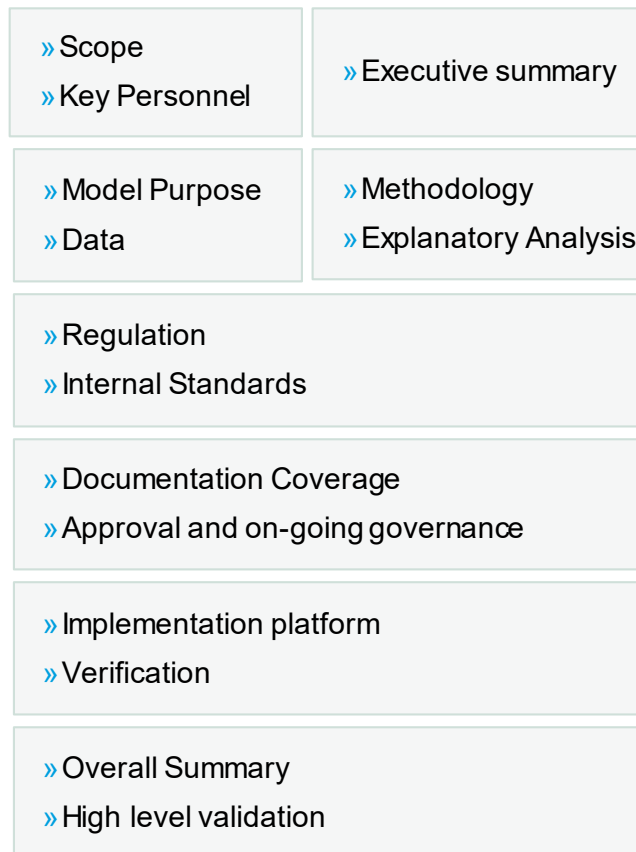 » Scope
» Key Personnel
» Executive summary
» Model Purpose
» Data
» Methodology
» Explanatory Analysis
» Regulation
» Internal Standards
» Documentation Coverage
» Approval and on-going governance
» Implementation platform
» Verification
» Overall Summary
» High level validation